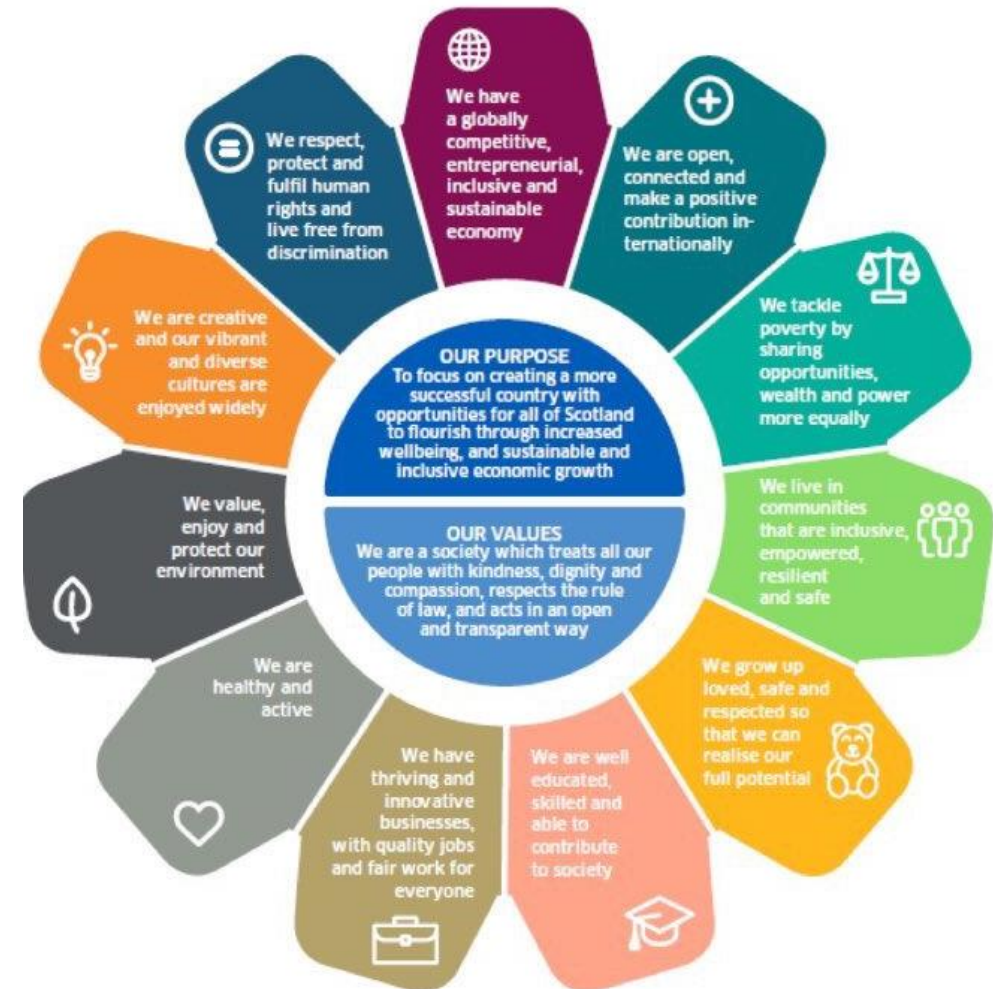 We have
a globally
competitive,
entrepreneurial,
inclusive and
sustainable
economy
We are open,
connected and
make a positive
contribution in-
ternationally
We tackle
poverty by
sharing
opportunities,
wealth and power
more equally
We live in
communities
that are inclusive,
empowered,
resilient
and safe
We grow up
loved, safe and
respected so
that we can
realise our
full potential
We are well
educated,
skilled and
able to
contribute
to society
We have
thriving and
innovative
businesses,
with quality jobs
and fair work for
everyone
We are
healthy and
active
We value,
enjoy and
protect our
environment
We are creative
and our vibrant
and diverse
cultures are
enjoyed widely
We respect,
protect and
fulfil human
rights and
live free from
discrimination
OUR PURPOSE
To focus on creating a more
successful country with
opportunities for all of Scotland
to flourish through increased
wellbeing, and sustainable and
inclusive economic growth
OUR VALUES
We are a society which treats all our
people with kindness, dignity and
compassion, respects the rule
of law, and acts in an open
and transparent way